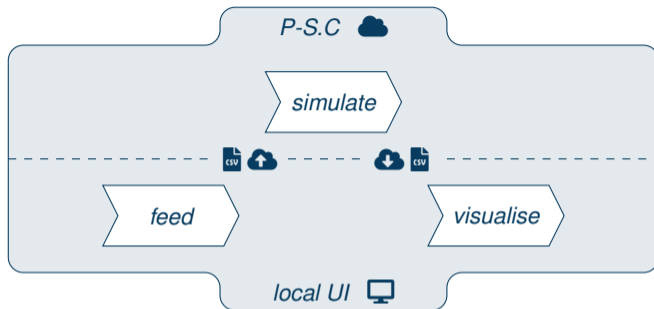 P-S.C
simulate
CSV CSV
feed visualise
local UI